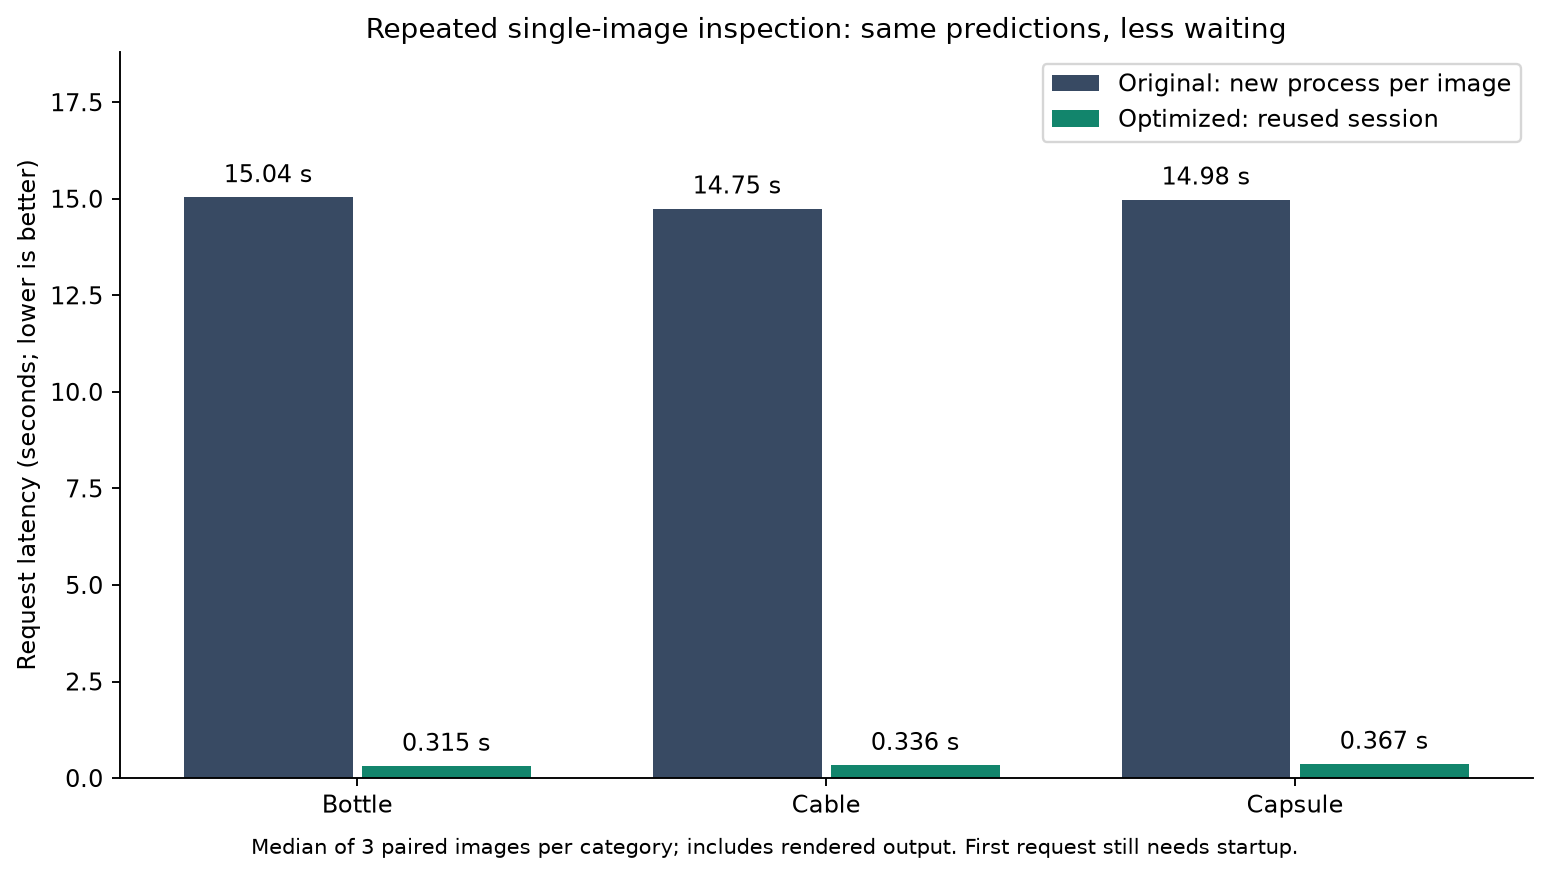 Repeated single-image inspection: same predictions, less waiting
Original: new process per image
Optimized: reused session
Request latency (seconds; lower is better)
17.5
15.0
12.5
10.0
7.5
5.0
2.5
0.0
15.04 s
0.315 s
14.75 s
0.336 s
14.98 s
0.367 s
Bottle
Cable
Capsule
Median of 3 paired images per category; includes rendered output. First request still needs startup.